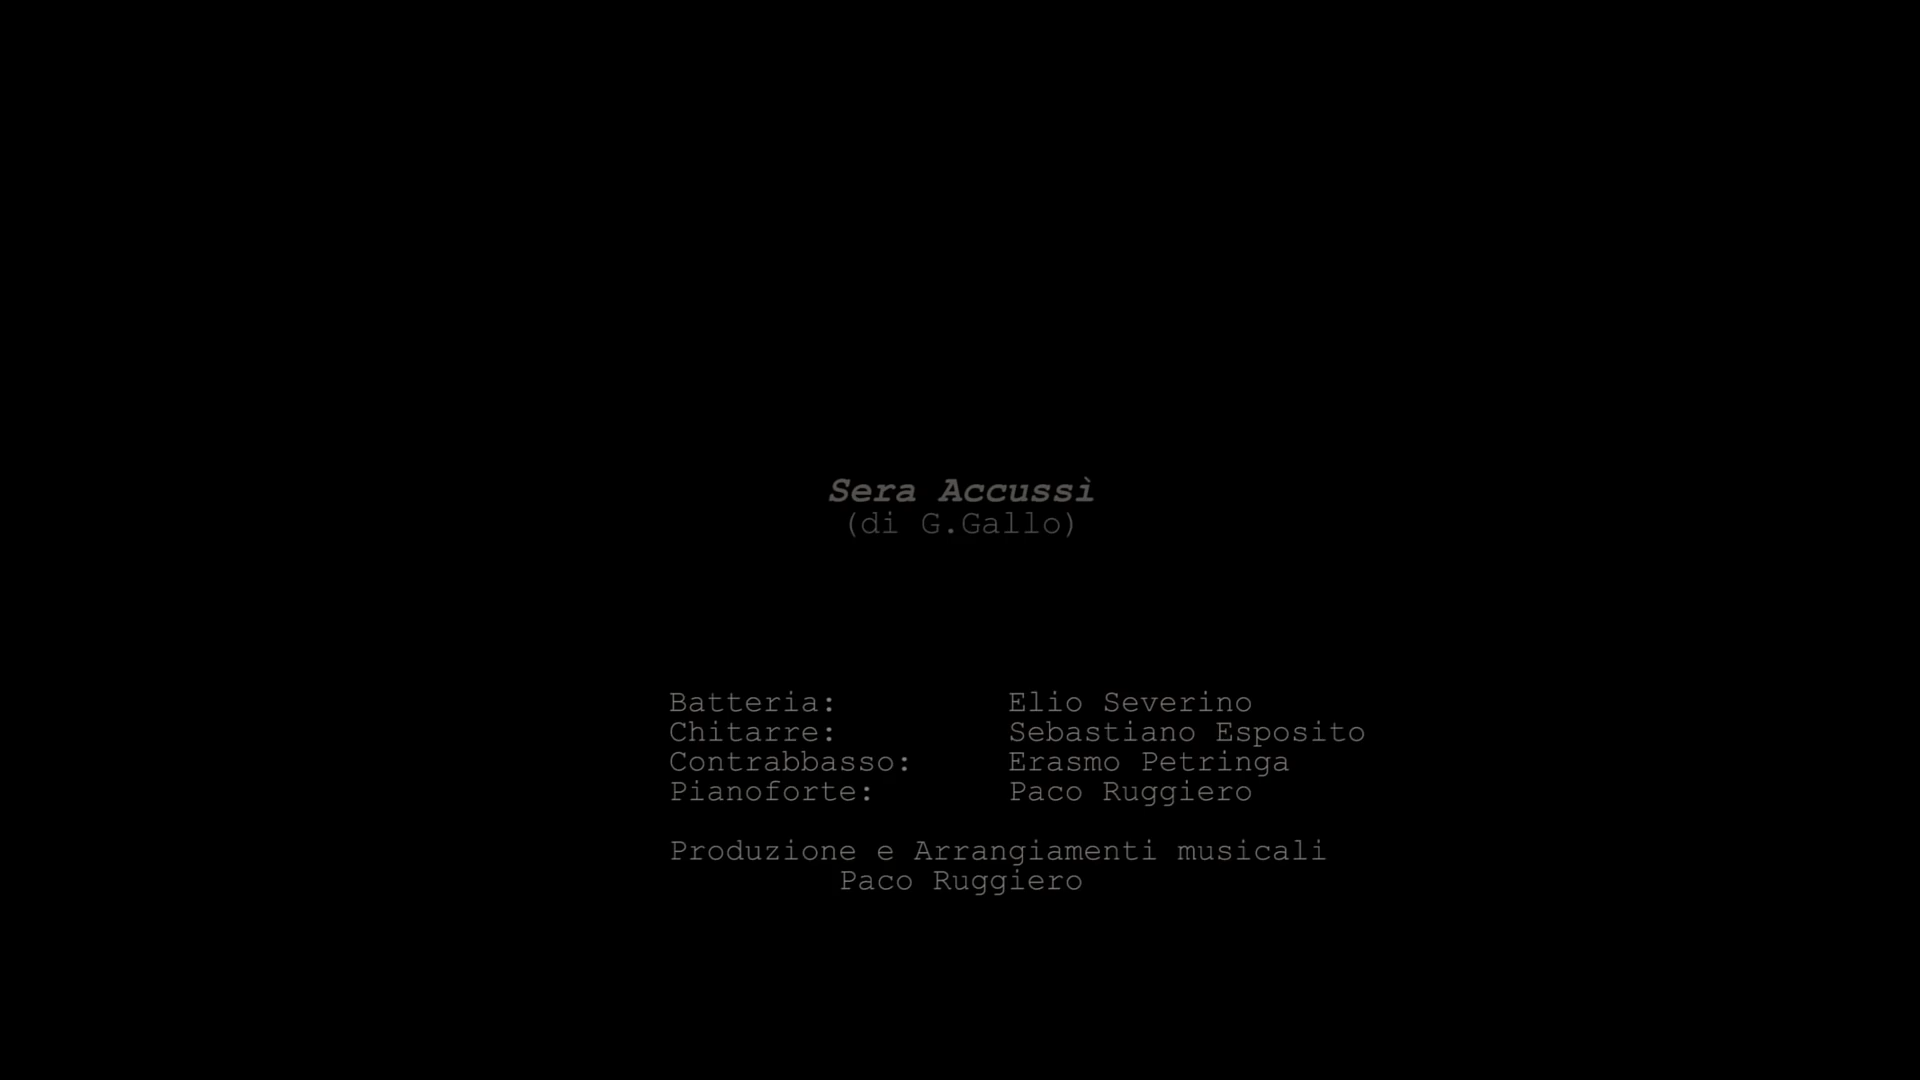 Sera Accussì
(di G.Gallo)
Batteria: Elio Severino
Chitarre: Sebastiano Esposito
Contrabbasso: Erasmo Petringa
Pianoforte: Paco Ruggiero
Produzione e Arrangiamenti musicali
Paco Ruggiero